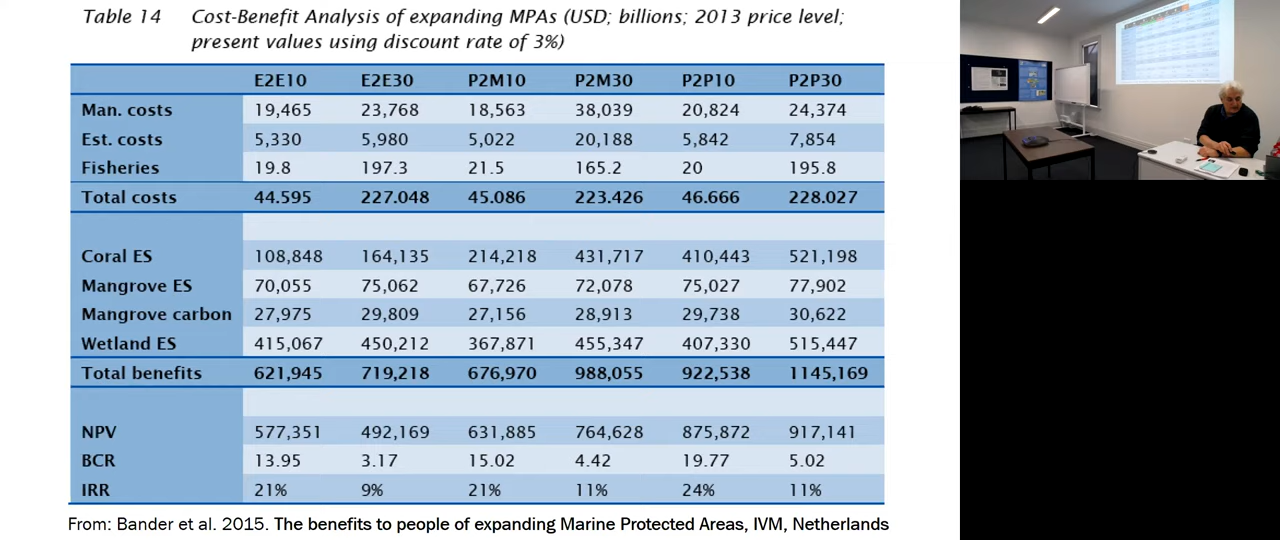 Table 14 Cost-Benefit Analysis of expanding MPAs (USD; billions; 2013 price level;
present values using discount rate of 3%)
E2E10 E2E30 P2M10 P2M30 P2P10 P2P30
Man. costs 19,465 23,768 18,563 38,039 20,824 24,374
Est. costs 5,330 5,980 5,022 20,188 5,842 7,854
Fisheries 19.8 197.3 21.5 165.2 20 195.8
Total costs 44.595 227.048 45.086 223.426 46.666 228.027
Coral ES 108,848 164,135 214,218 431,717 410,443 521,198
Mangrove ES 70,055 75,062 67,726 72,078 75,027 77,902
Mangrove carbon 27,975 29,809 27,156 28,913 29,738 30,622
Wetland ES 415,067 450,212 367,871 455,347 407,330 515,447
Total benefits 621,945 719,218 676,970 988,055 922,538 1145,169
NPV 577,351 492,169 631,885 764,628 875,872 917,141
BCR 13.95 3.17 15.02 4.42 19.77 5.02
IRR 21% 9% 21% 11% 24% 11%
From: Bander et al. 2015. The benefits to people of expanding Marine Protected Areas, IVM, Netherlands